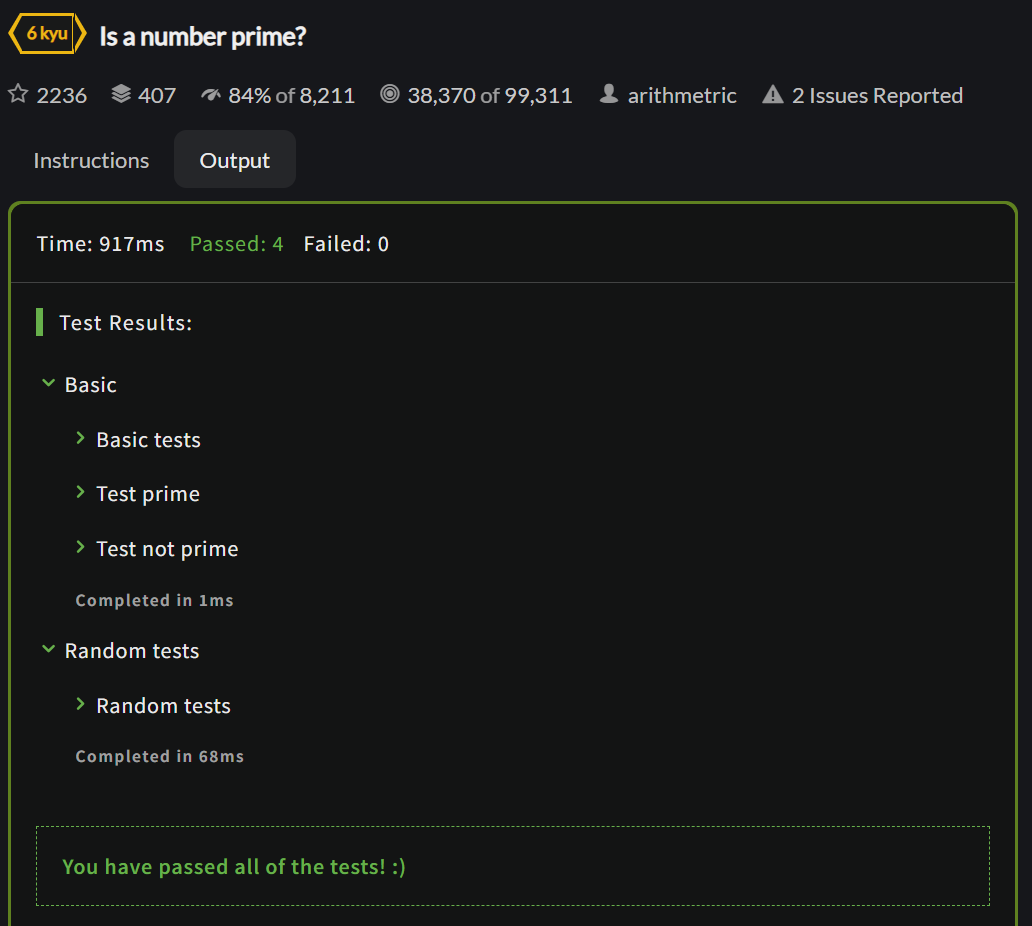 6 kyu Is a number prime?
2236 407 84% of 8,211 38,370 of 99,311 arithmetric 2 Issues Reported
Instructions Output
Time: 917ms Passed: 4 Failed: 0
Test Results:
Basic
Basic tests
Test prime
Test not prime
Completed in 1ms
Random tests
Random tests
Completed in 68ms
You have passed all of the tests! :)